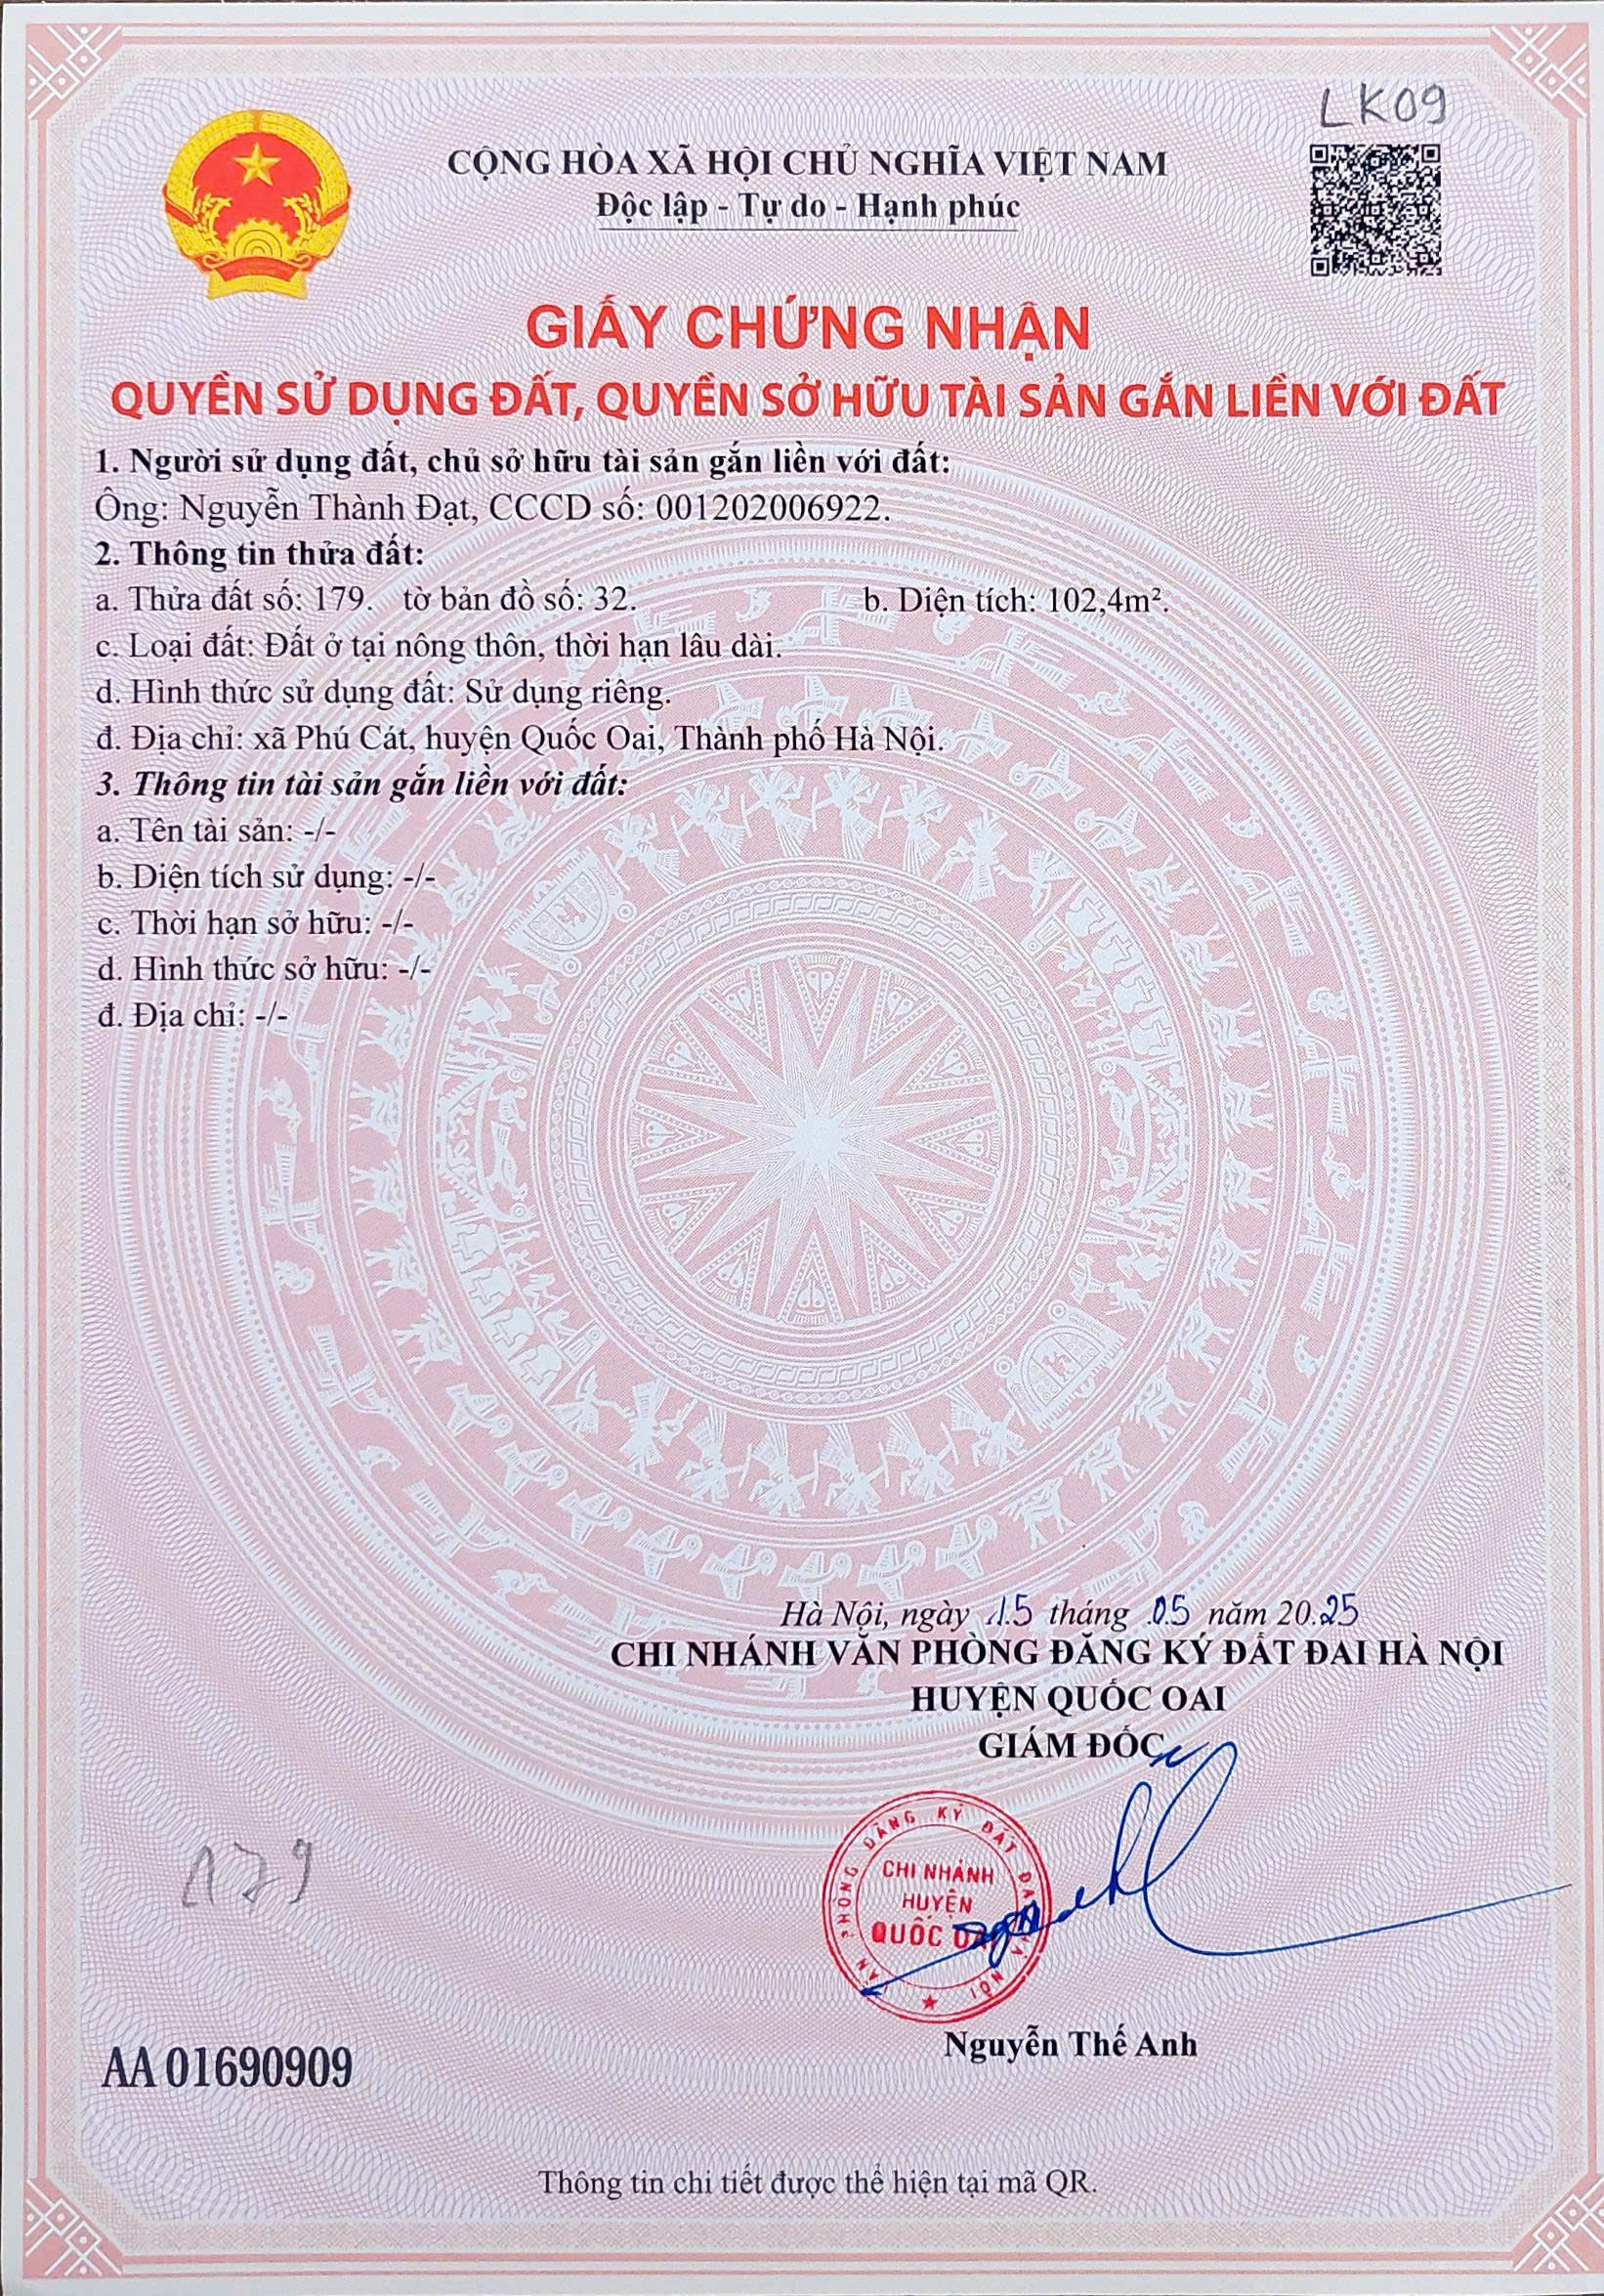 LK09
CỘNG HÒA XÃ HỘI CHỦ NGHĨA VIỆT NAM
Độc lập - Tự do - Hạnh phúc
GIẤY CHỨNG NHẬN
QUYỀN SỬ DỤNG ĐẤT, QUYỀN SỞ HỮU TÀI SẢN GẮN LIỀN VỚI ĐẤT
1. Người sử dụng đất, chủ sở hữu tài sản gắn liền với đất:
Ông: Nguyễn Thành Đạt, CCCD số: 001202006922.
2. Thông tin thửa đất:
a. Thửa đất số: 179. tờ bản đồ số: 32. b. Diện tích: 102,4m².
c. Loại đất: Đất ở tại nông thôn, thời hạn lâu dài.
d. Hình thức sử dụng đất: Sử dụng riêng.
đ. Địa chỉ: xã Phú Cát, huyện Quốc Oai, Thành phố Hà Nội.
3. Thông tin tài sản gắn liền với đất:
a. Tên tài sản: -/-
b. Diện tích sử dụng: -/-
c. Thời hạn sở hữu: -/-
d. Hình thức sở hữu: -/-
đ. Địa chỉ: -/-
Hà Nội, ngày 15 tháng 05 năm 2025
CHI NHÁNH VĂN PHÒNG ĐĂNG KÝ ĐẤT ĐAI HÀ NỘI
HUYỆN QUỐC OAI
GIÁM ĐỐC
VĂN PHÒNG ĐĂNG KÝ ĐẤT ĐAI HÀ NỘI
CHI NHÁNH
HUYỆN
QUỐC OAI
179
Nguyễn Thế Anh
AA 01690909
Thông tin chi tiết được thể hiện tại mã QR.